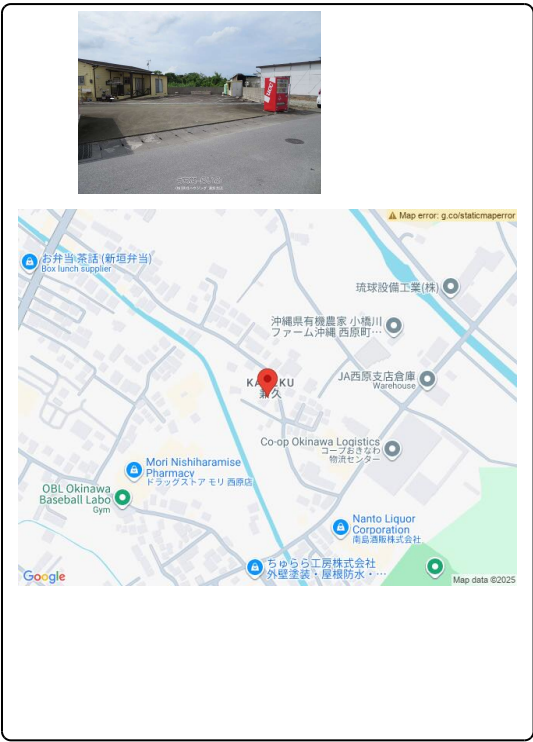 Map error: g.co/staticmaperror
お弁当 茶話 (新垣弁当)
Box lunch supplier
琉球設備工業(株)
沖縄県有機農家 小橋川
ファーム沖縄 西原町…
JA西原支店倉庫
Warehouse
兼久
Co-op Okinawa Logistics
コープおきなわ
物流センター
Mori Nishiharamise
Pharmacy
ドラッグストア モリ 西原店
OBL Okinawa
Baseball Labo
Gym
Nanto Liquor
Corporation
南島酒販株式会社
ちゅらら工房株式会社
外壁塗装・屋根防水・…
Google
Map data ©2025